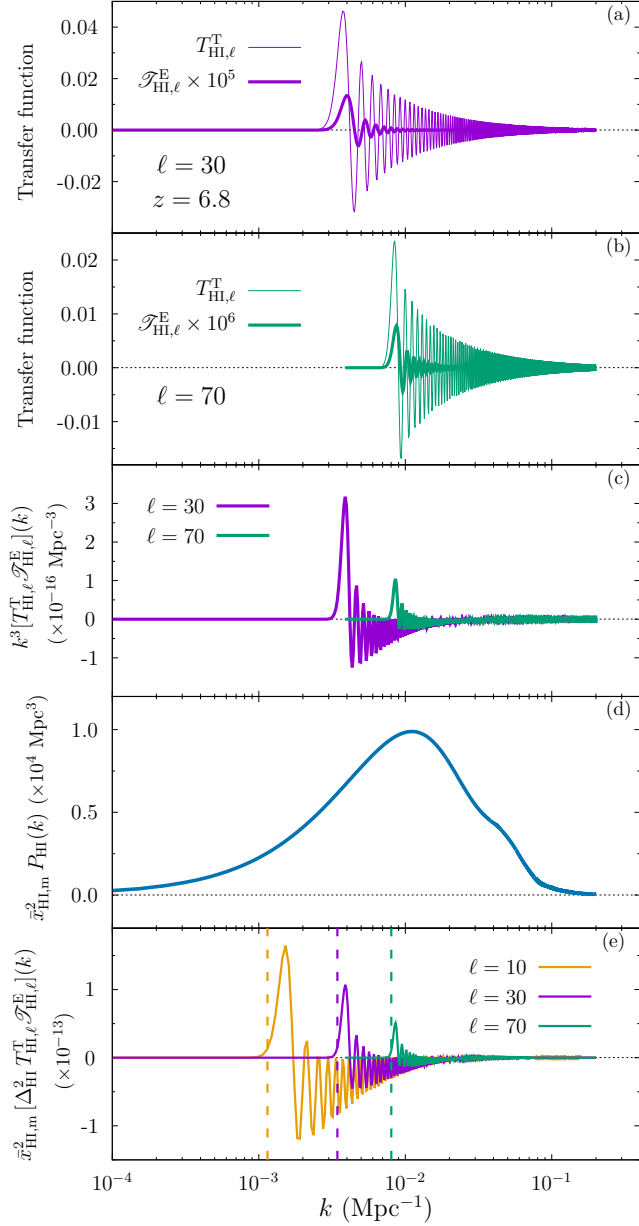 (a)
Transfer function
0.04
0.02
0.00
-0.02
T^T_{HI,ℓ}
𝒯^E_{HI,ℓ} × 10^5
ℓ = 30
z = 6.8
(b)
Transfer function
0.02
0.01
0.00
-0.01
T^T_{HI,ℓ}
𝒯^E_{HI,ℓ} × 10^6
ℓ = 70
(c)
k^3[T^T_{HI,ℓ} 𝒯^E_{HI,ℓ}](k)
(×10^{−16} Mpc^{−3})
3
2
1
0
-1
ℓ = 30
ℓ = 70
(d)
x̄^2_{HI,m} P_{HI}(k) (×10^4 Mpc^3)
1.0
0.5
0.0
(e)
x̄^2_{HI,m} [Δ^2_{HI} T^T_{HI,ℓ} 𝒯^E_{HI,ℓ}](k)
(×10^{−13})
1
0
-1
ℓ = 10
ℓ = 30
ℓ = 70
10^{−4}
10^{−3}
10^{−2}
10^{−1}
k (Mpc^{−1})